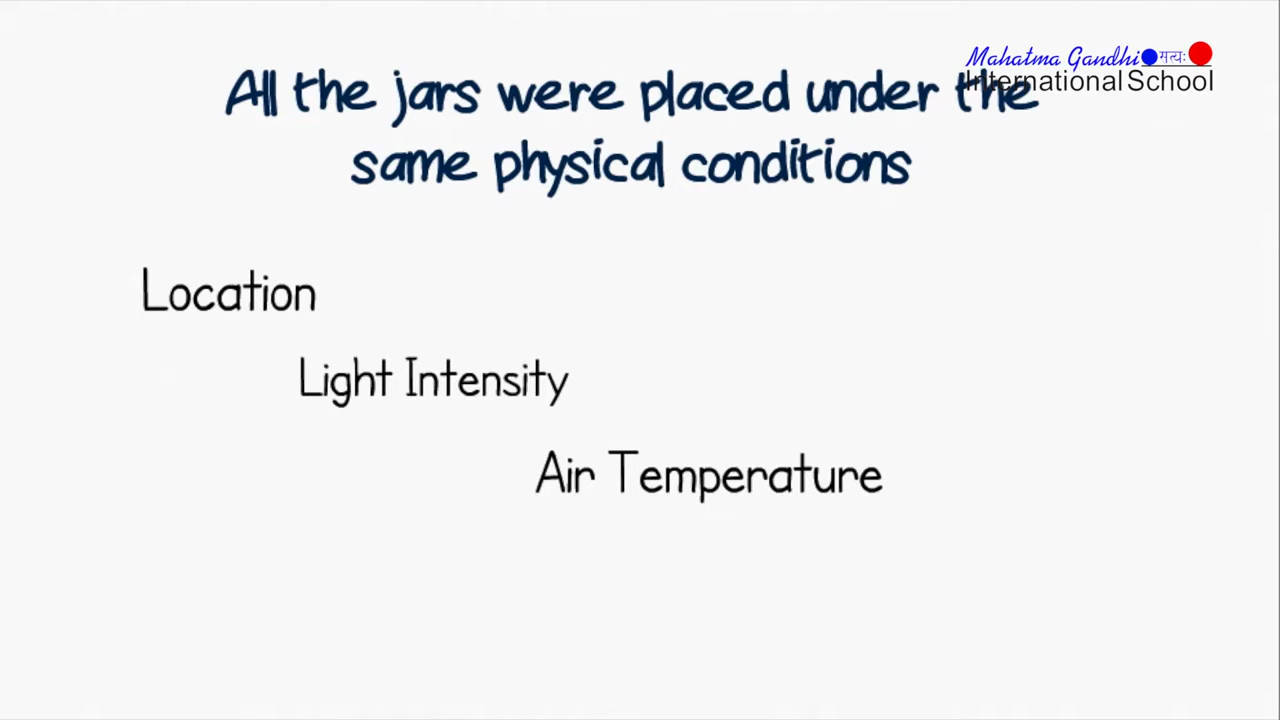 Mahatma Gandhi सत्यः
International School
All the jars were placed under the
same physical conditions
Location
Light Intensity
Air Temperature